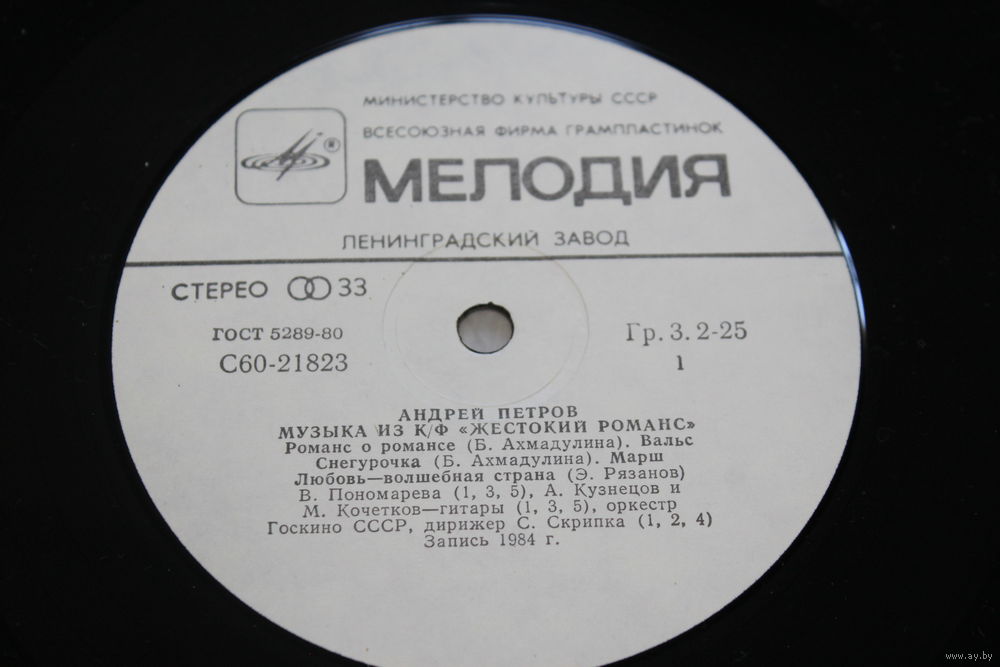 МИНИСТЕРСТВО КУЛЬТУРЫ СССР
ВСЕСОЮЗНАЯ ФИРМА ГРАМПЛАСТИНОК
®
МЕЛОДИЯ
ЛЕНИНГРАДСКИЙ ЗАВОД
СТЕРЕО 33
ГОСТ 5289-80
С60-21823
Гр. 3. 2-25
1
АНДРЕЙ ПЕТРОВ
МУЗЫКА ИЗ К/Ф «ЖЕСТОКИЙ РОМАНС»
Романс о романсе (Б. Ахмадулина). Вальс
Снегурочка (Б. Ахмадулина). Марш
Любовь—волшебная страна (Э. Рязанов)
В. Пономарева (1, 3, 5), А. Кузнецов и
М. Кочетков—гитары (1, 3, 5), оркестр
Госкино СССР, дирижер С. Скрипка (1, 2, 4)
Запись 1984 г.
www.ay.by